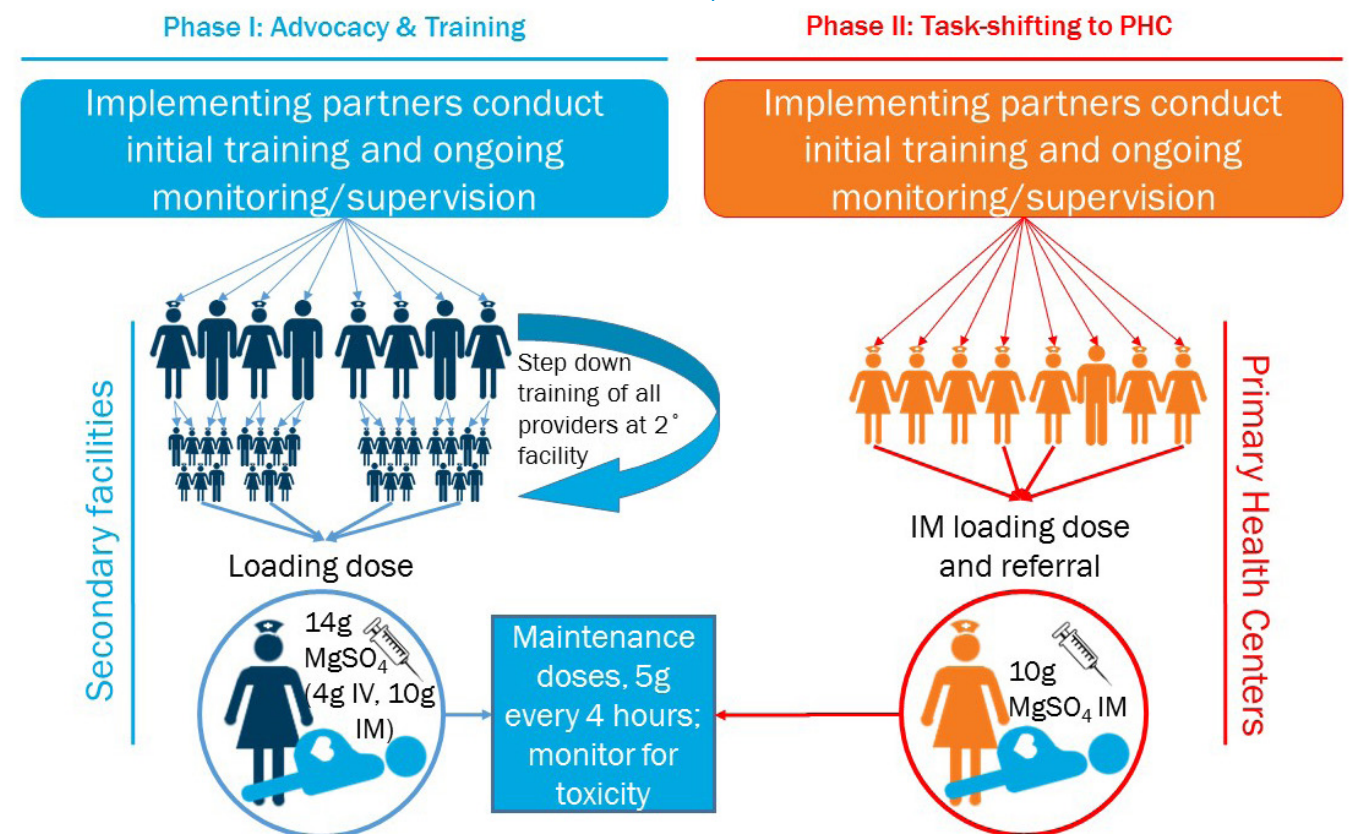 Phase I: Advocacy & Training
Implementing partners conduct
initial training and ongoing
monitoring/supervision
Secondary facilities
Step down
training of all
providers at 2˚
facility
Loading dose
14g
MgSO₄
(4g IV, 10g
IM)
Maintenance
doses, 5g
every 4 hours;
monitor for
toxicity
Phase II: Task-shifting to PHC
Implementing partners conduct
initial training and ongoing
monitoring/supervision
Primary Health Centers
IM loading dose
and referral
10g
MgSO₄ IM